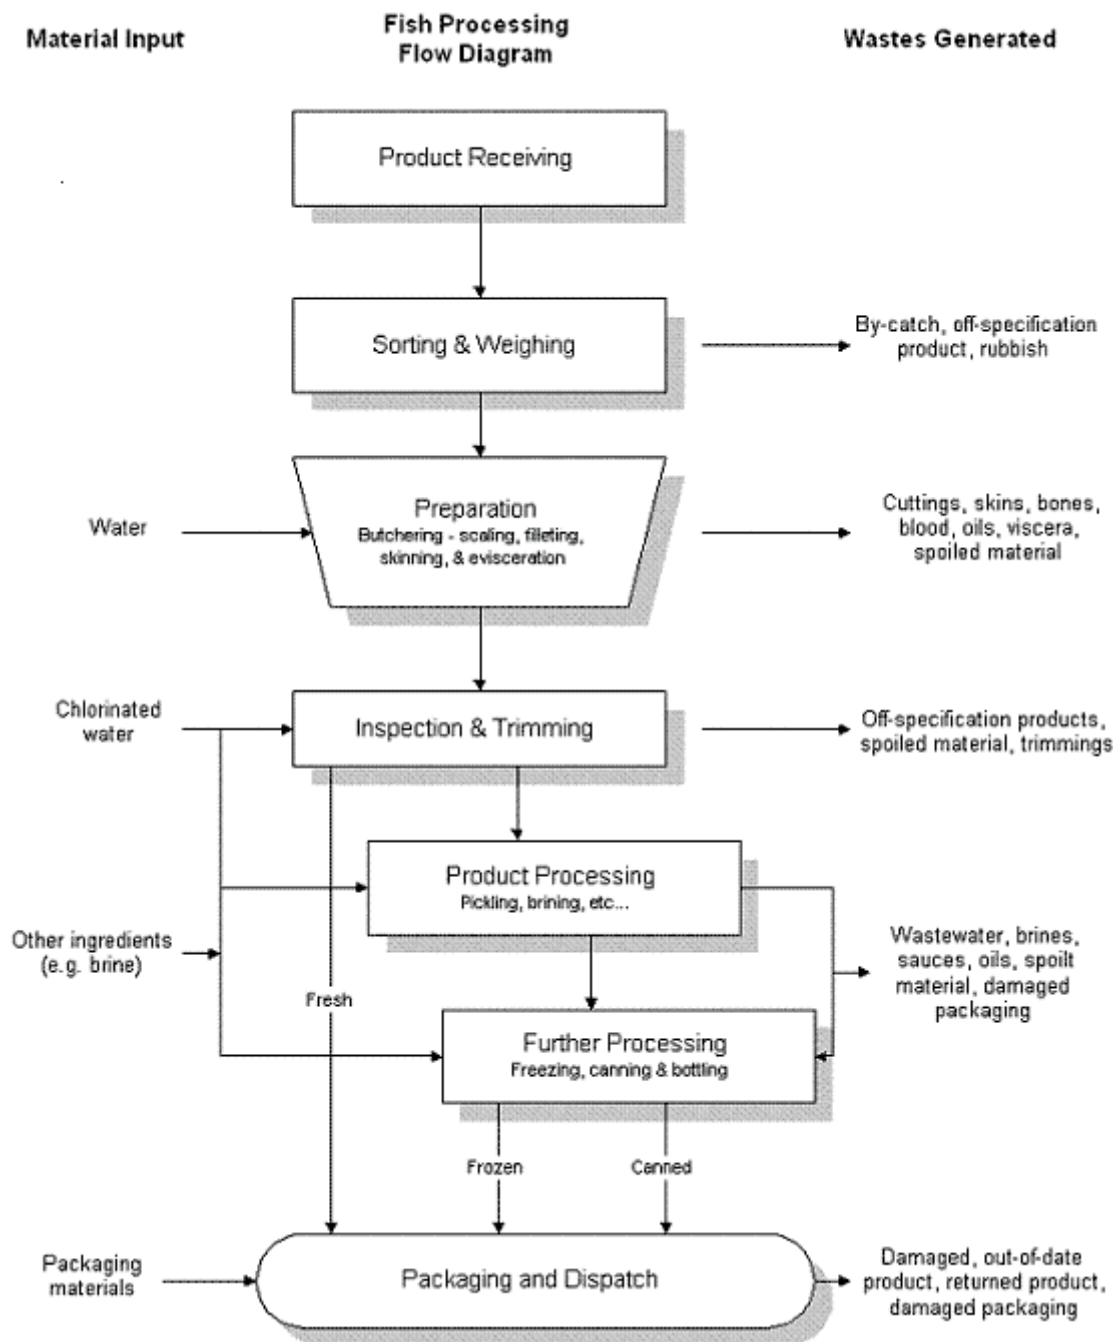 Material Input
Fish Processing
Flow Diagram
Wastes Generated
Product Receiving
Sorting & Weighing
By-catch, off-specification
product, rubbish
Water
Preparation
Butchering - scaling, filleting,
skinning, & evisceration
Cuttings, skins, bones,
blood, oils, viscera,
spoiled material
Chlorinated
water
Inspection & Trimming
Off-specification products,
spoiled material, trimmings
Product Processing
Pickling, brining, etc...
Other ingredients
(e.g. brine)
Wastewater, brines,
sauces, oils, spoilt
material, damaged
packaging
Fresh
Further Processing
Freezing, canning & bottling
Frozen
Canned
Packaging
materials
Packaging and Dispatch
Damaged, out-of-date
product, returned product,
damaged packaging